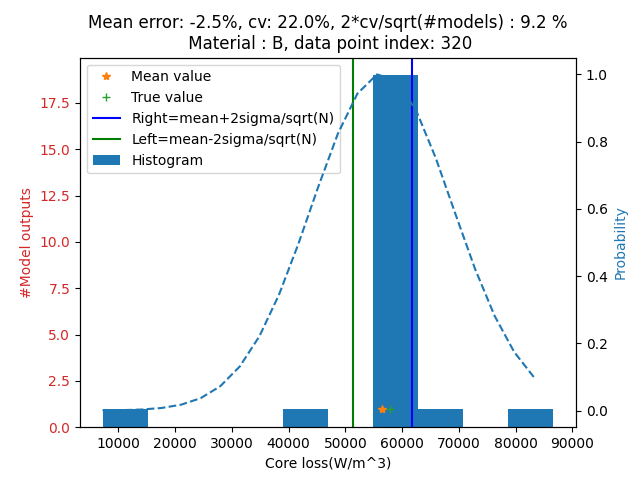 Mean error: -2.5%, cv: 22.0%, 2*cv/sqrt(#models) : 9.2 %
Material : B, data point index: 320
Mean value
True value
Right=mean+2sigma/sqrt(N)
Left=mean-2sigma/sqrt(N)
Histogram
#Model outputs
17.5
15.0
12.5
10.0
7.5
5.0
2.5
0.0
1.0
0.8
0.6
0.4
0.2
0.0
Probability
10000 20000 30000 40000 50000 60000 70000 80000 90000
Core loss(W/m^3)